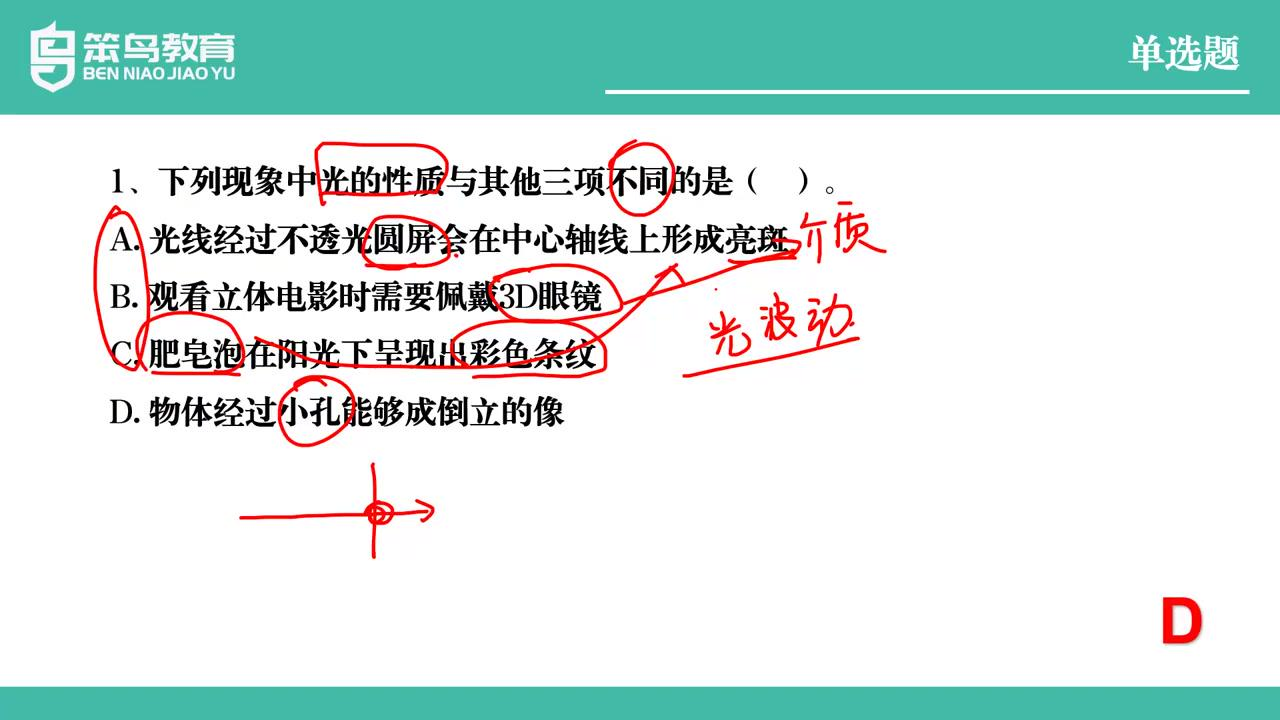 笨鸟教育
BEN NIAO JIAO YU
单选题
1、下列现象中光的性质与其他三项不同的是（ ）。
A. 光线经过不透光圆屏会在中心轴线上形成亮斑
介质
B. 观看立体电影时需要佩戴3D眼镜
光波动
C. 肥皂泡在阳光下呈现出彩色条纹
D. 物体经过小孔能够成倒立的像
D